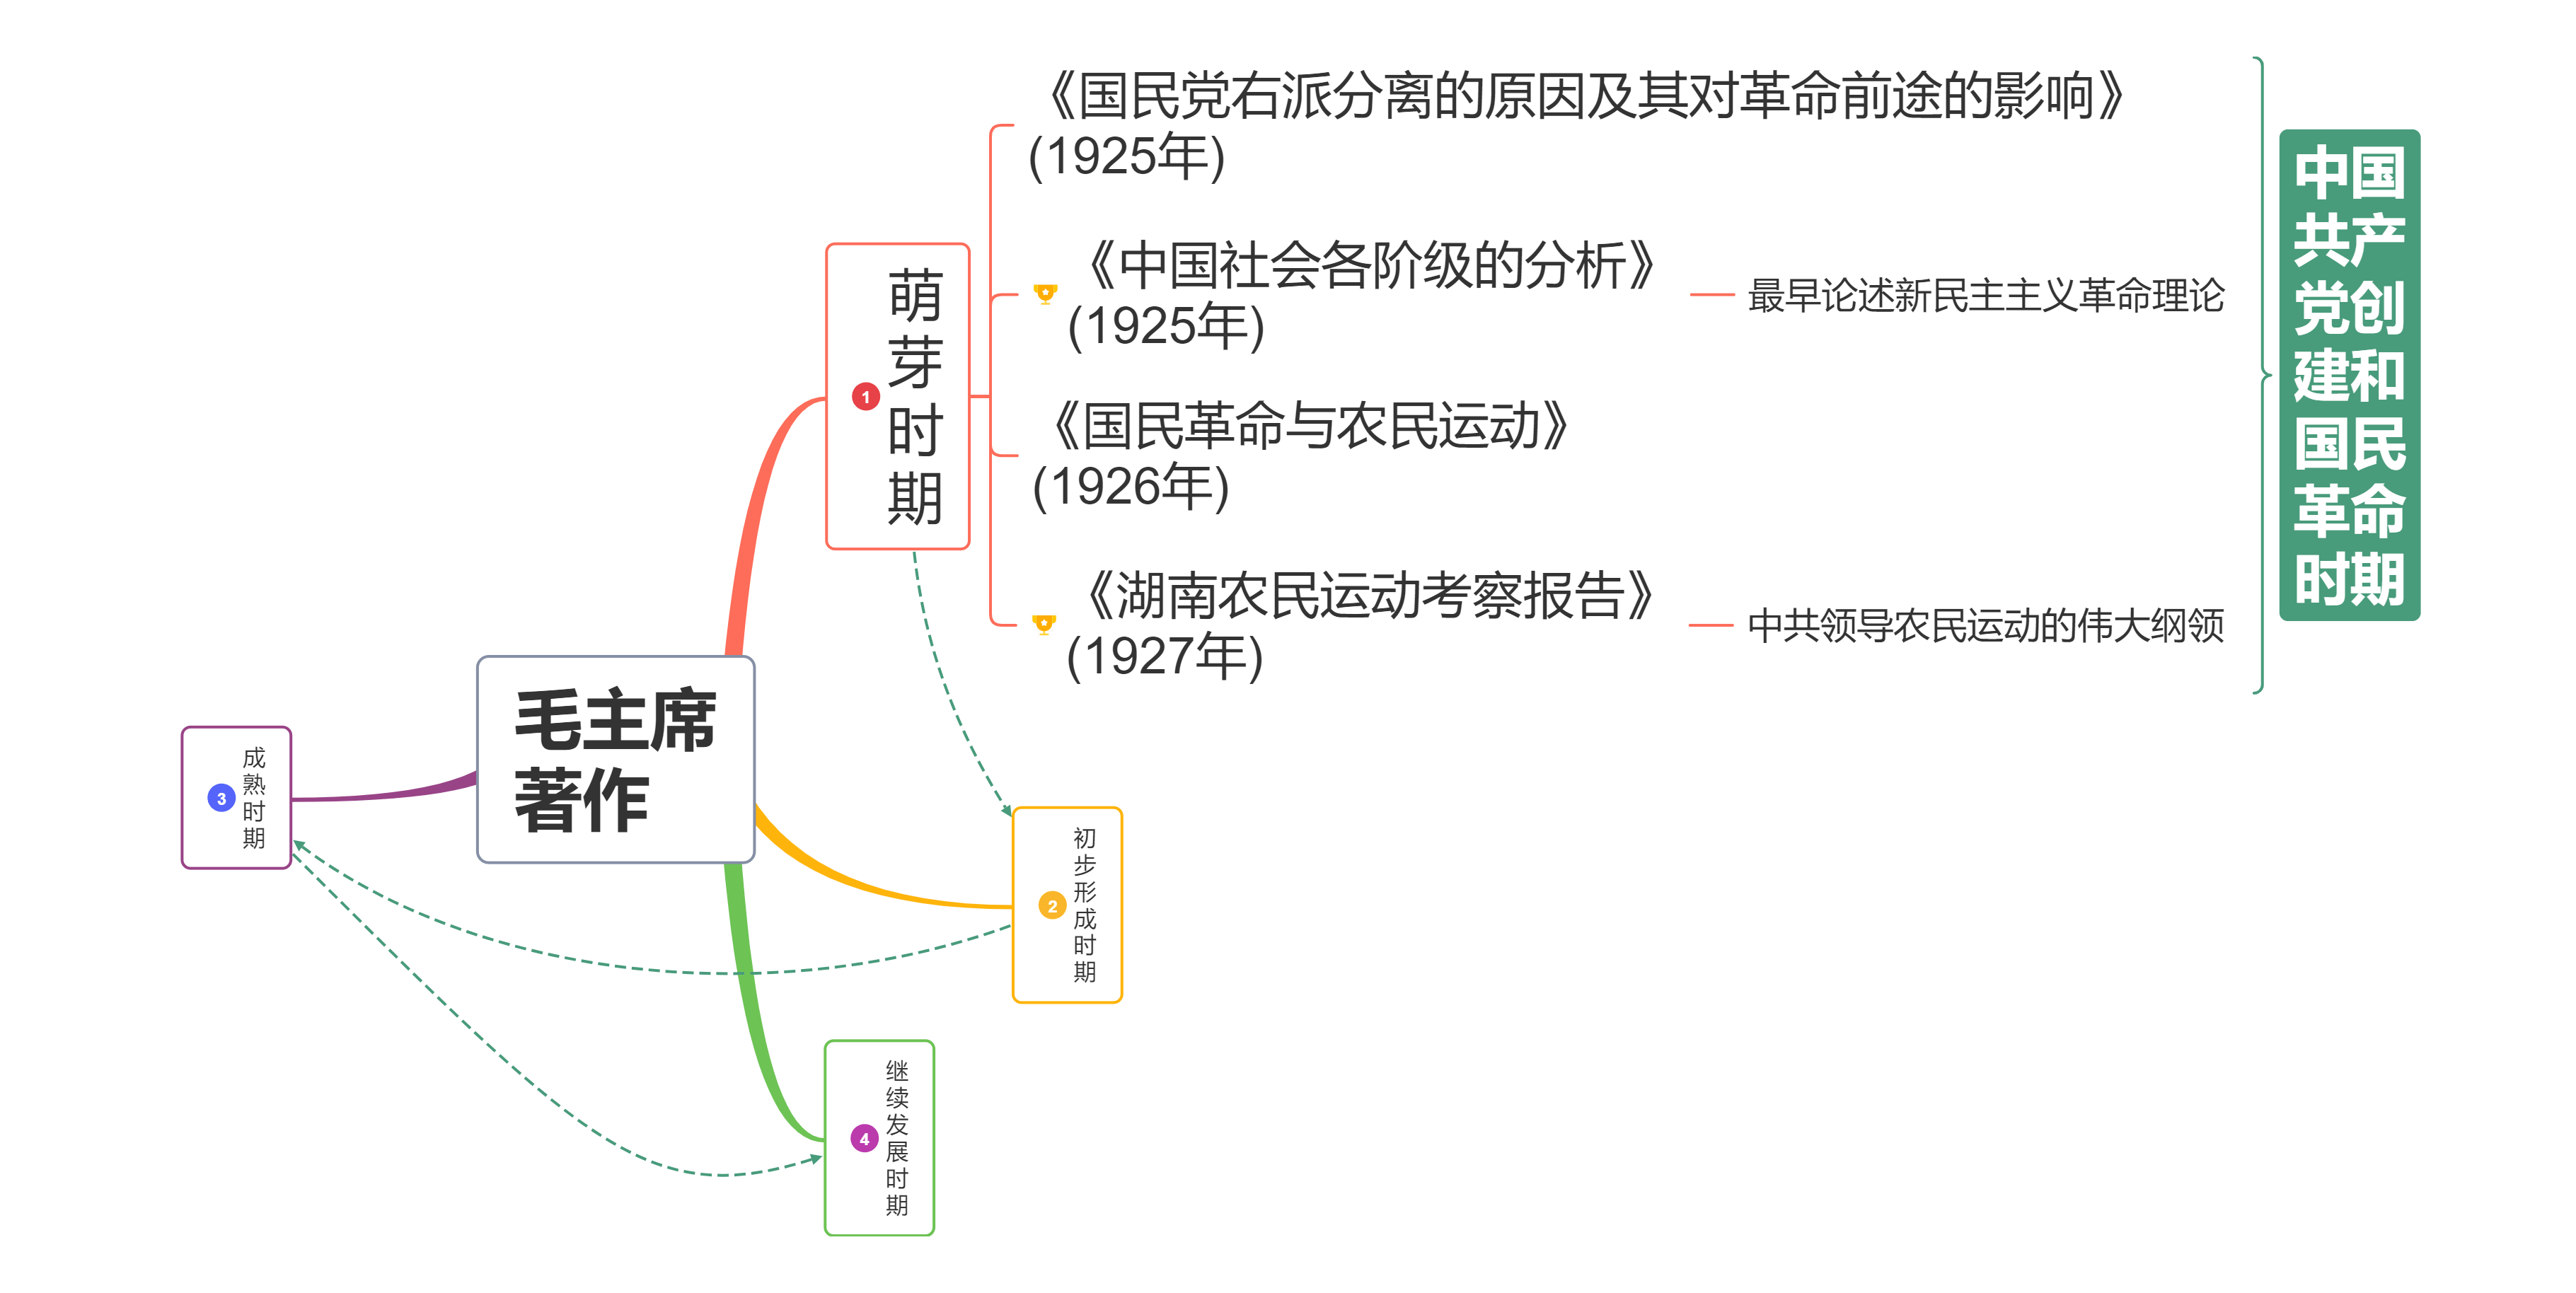 《国民党右派分离的原因及其对革命前途的影响》
(1925年)
《中国社会各阶级的分析》
(1925年)
最早论述新民主主义革命理论
《国民革命与农民运动》
(1926年)
《湖南农民运动考察报告》
(1927年)
中共领导农民运动的伟大纲领
中国
共产
党创
建和
国民
革命
时期
1
萌
芽
时
期
毛主席
著作
3
成
熟
时
期
2
初
步
形
成
时
期
4
继
续
发
展
时
期